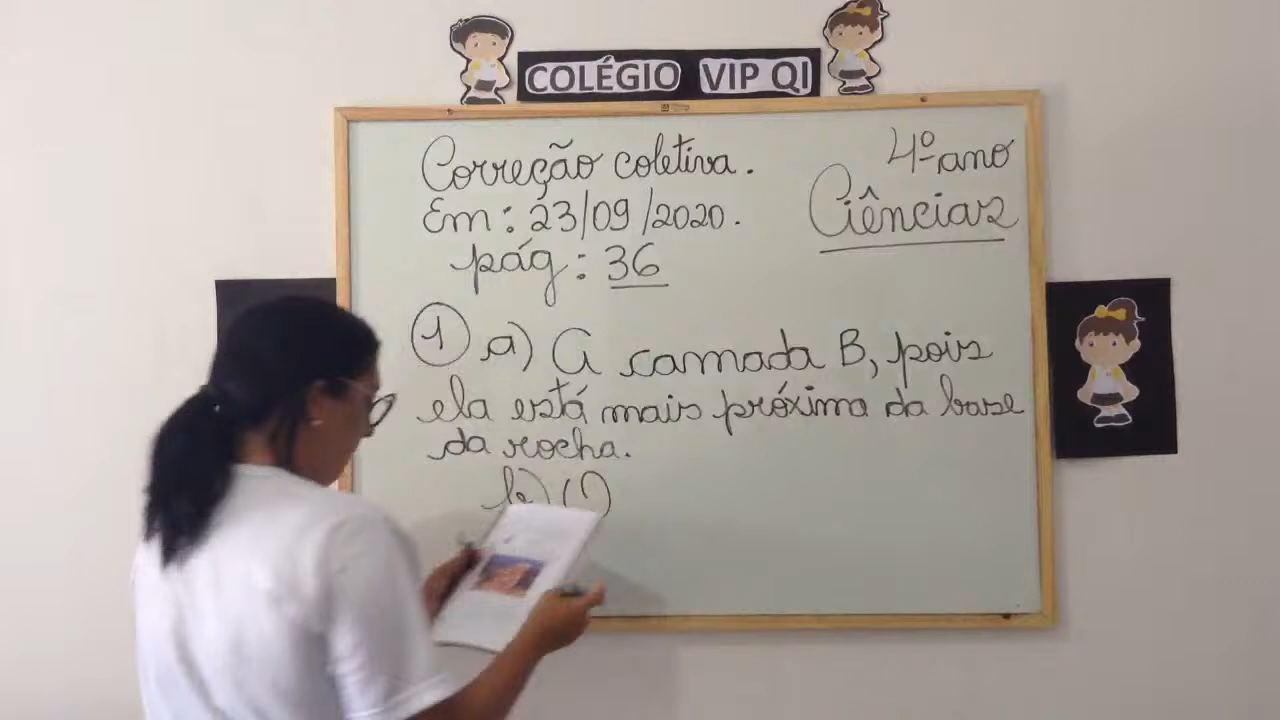 COLÉGIO VIP QI
Correção coletiva.
4º ano
Em: 23/09/2020.
Ciências
pág: 36
1 a) A camada B, pois
ela está mais próxima da base
da rocha.
b) ( )